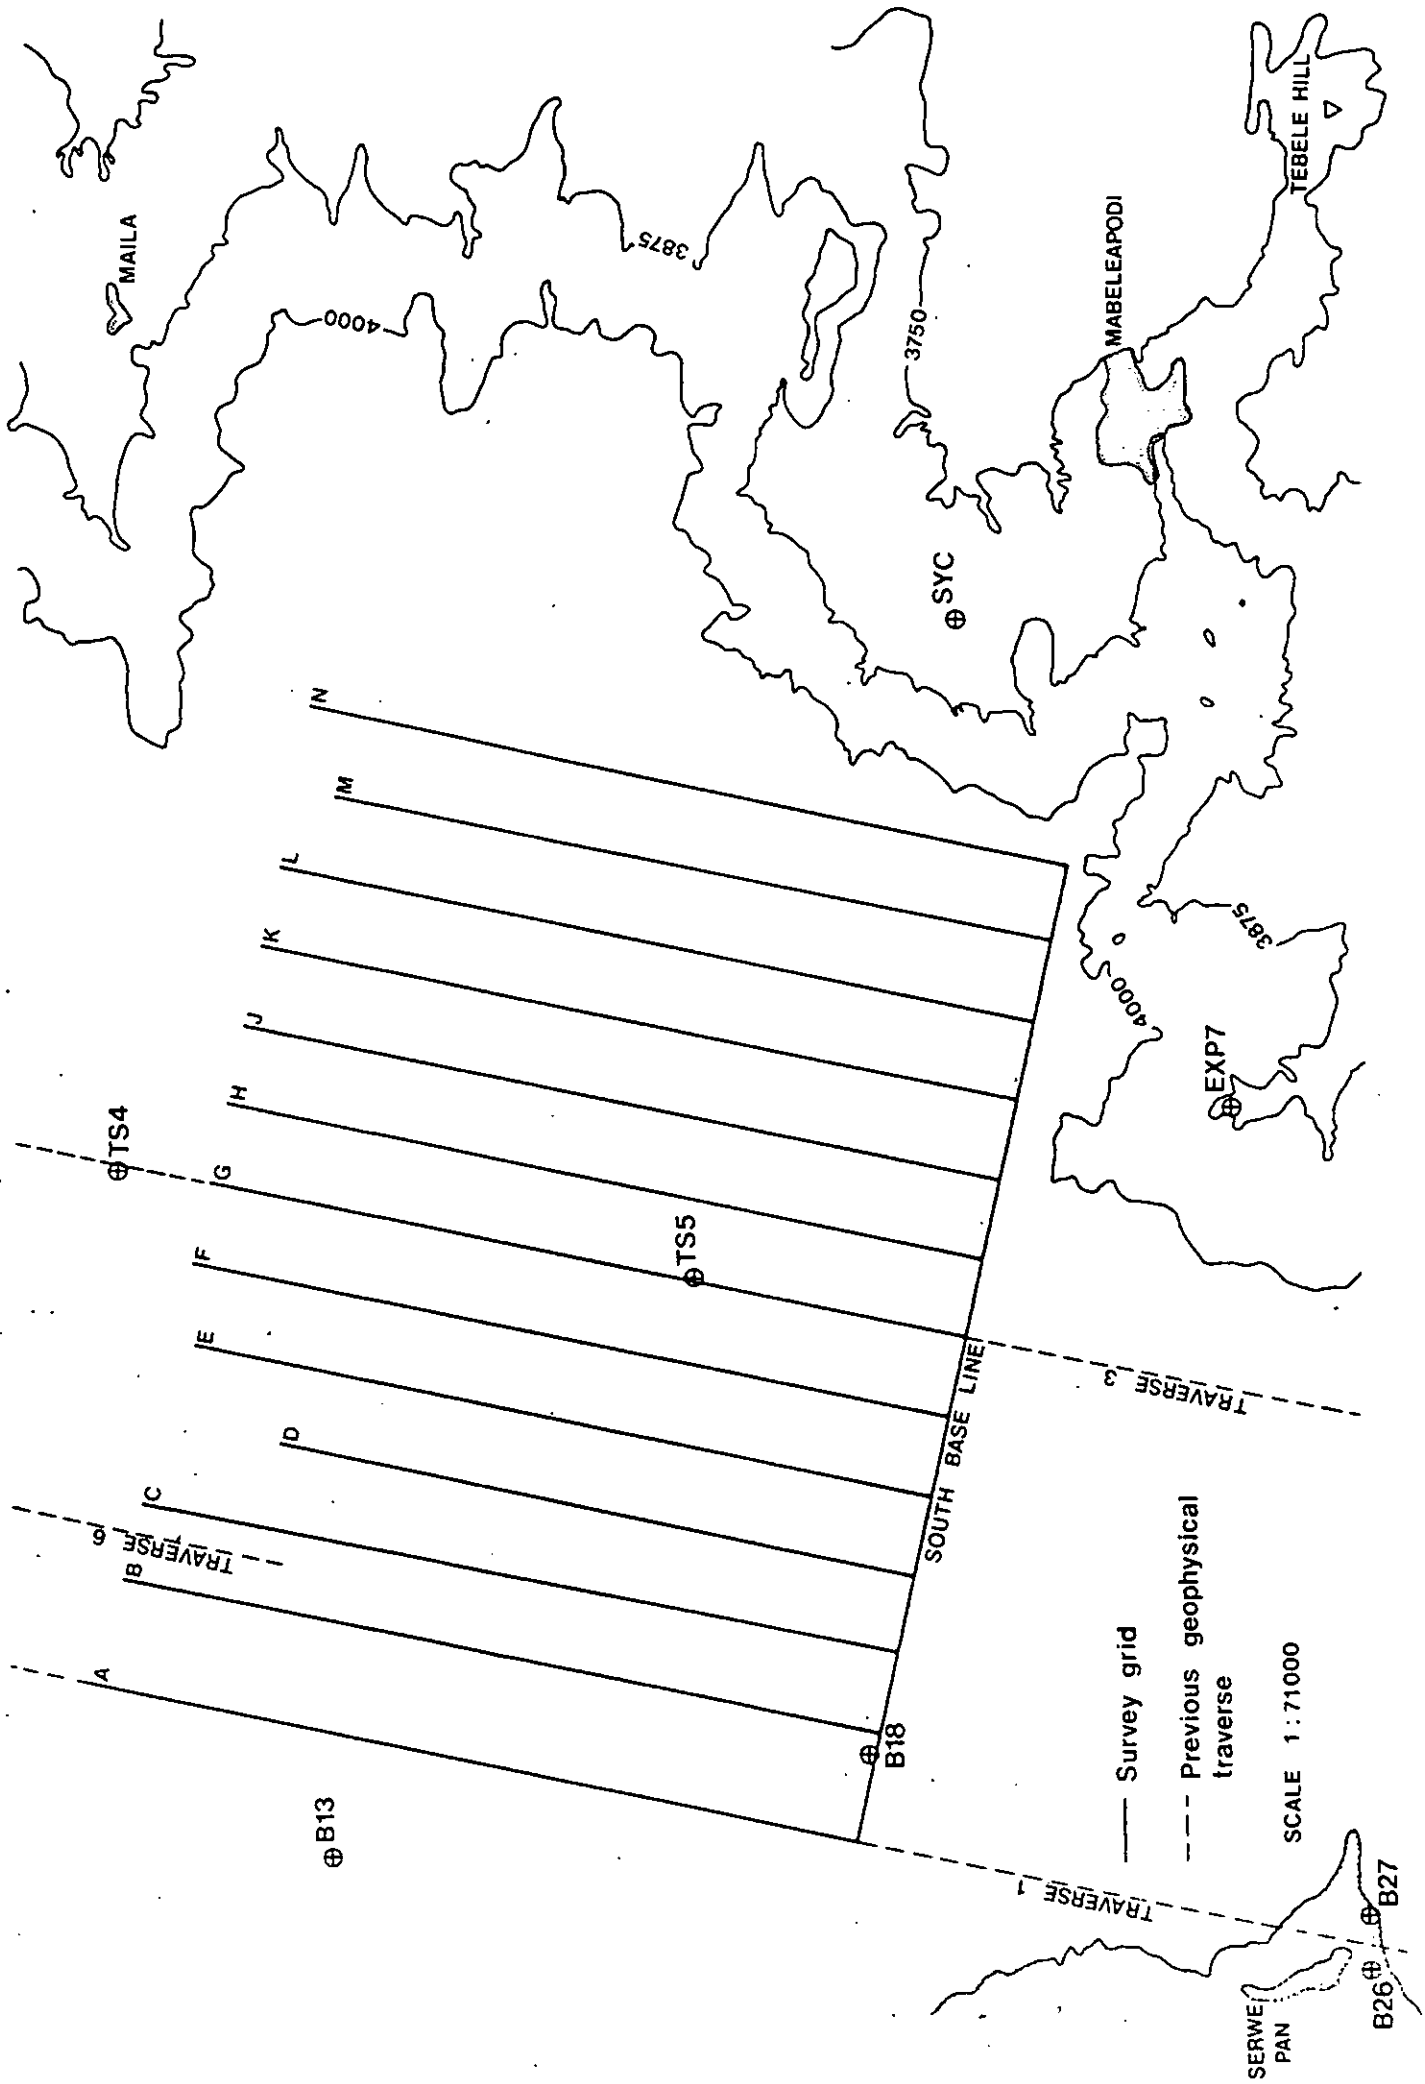 MAILA
4000
3875
3750
MABELEAPODI
TEBELE HILL
SYC
N
M
L
K
J
H
G
F
E
D
C
B
A
TS4
TS5
EXP7
4000
3875
B13
B18
TRAVERSE 6
TRAVERSE 3
TRAVERSE 1
SOUTH BASE LINE
Survey grid
Previous geophysical
traverse
SCALE 1:71000
SERWE
PAN
B26
B27